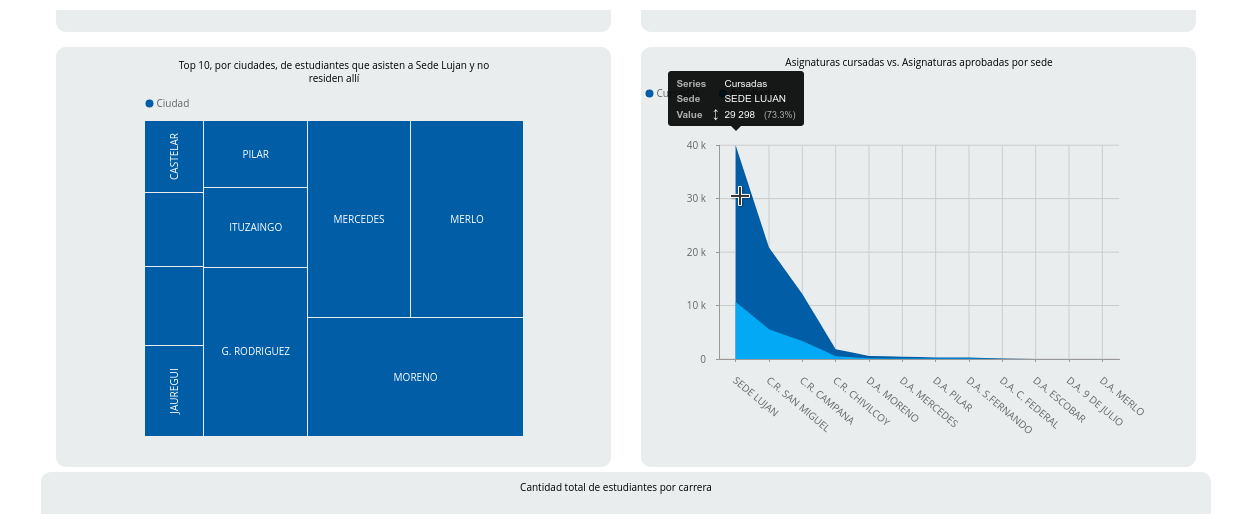 Top 10, por ciudades, de estudiantes que asisten a Sede Lujan y no
residen allí
Ciudad
CASTELAR
PILAR
ITUZAINGO
MERCEDES
MERLO
G. RODRIGUEZ
JAUREGUI
MORENO
Asignaturas cursadas vs. Asignaturas aprobadas por sede
Series Cursadas
Sede SEDE LUJAN
Value 29 298 (73.3%)
40 k
30 k
20 k
10 k
0
SEDE LUJAN
C.R. SAN MIGUEL
C.R. CAMPANA
C.R. CHIVILCOY
D.A. MORENO
D.A. MERCEDES
D.A. PILAR
D.A. S.FERNANDO
D.A. C. FEDERAL
D.A. ESCOBAR
D.A. 9 DE JULIO
D.A. MERLO
Cantidad total de estudiantes por carrera